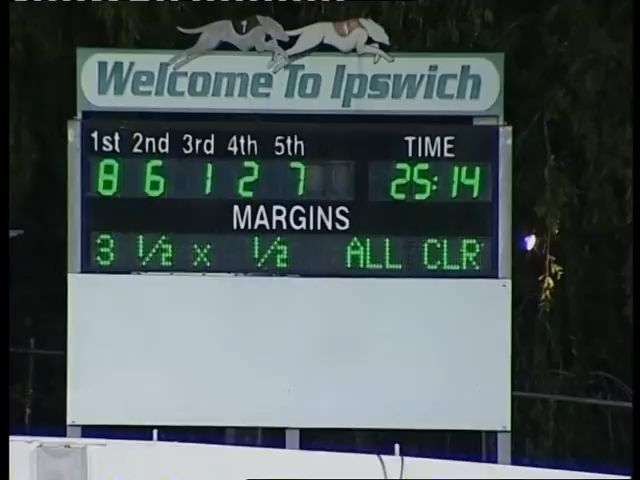 Welcome To Ipswich
1st 2nd 3rd 4th 5th TIME
8 6 1 2 7 25:14
MARGINS
3 ½ x ½ ALL CLR